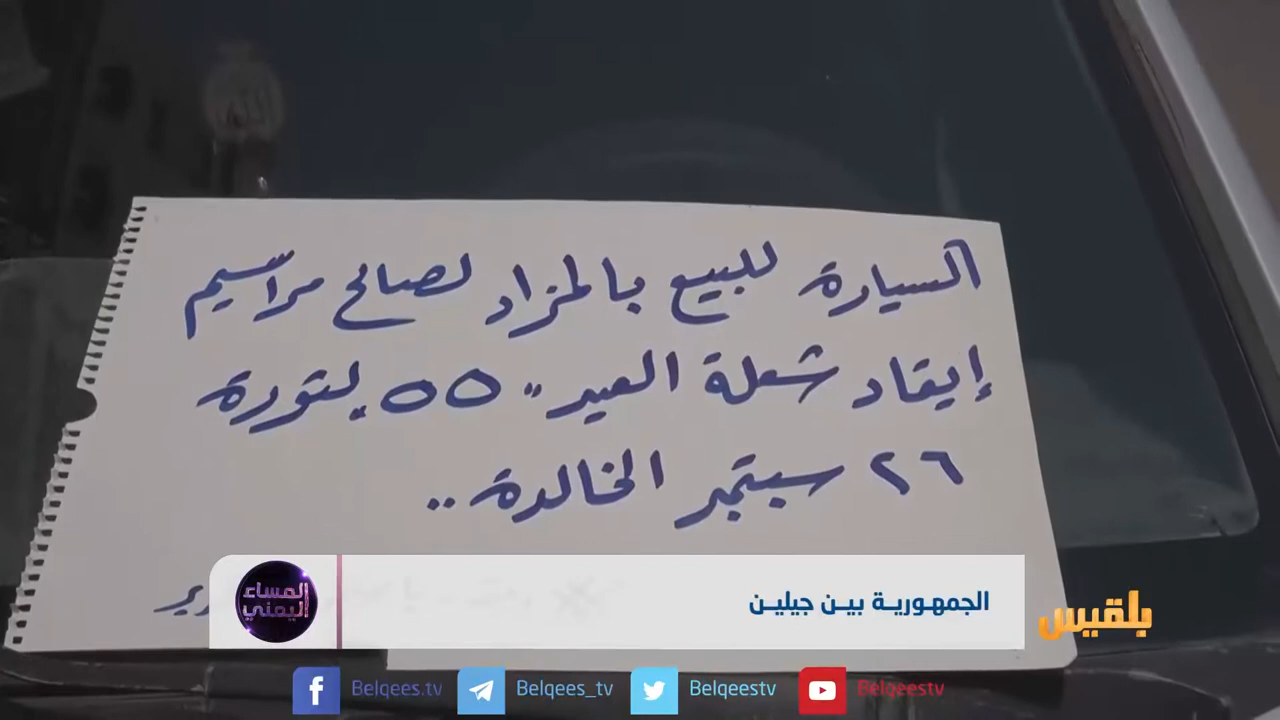 السيارة للبيع بالمزاد لصالح مراسيم
إيقاد شعلة العيد "٥٥" لثورة
٢٦ سبتمبر الخالدة ..
المساء
اليمني
الجمهورية بين جيلين
بلقيس
Belqees.tv
Belqees_tv
Belqeestv
Belqeestv